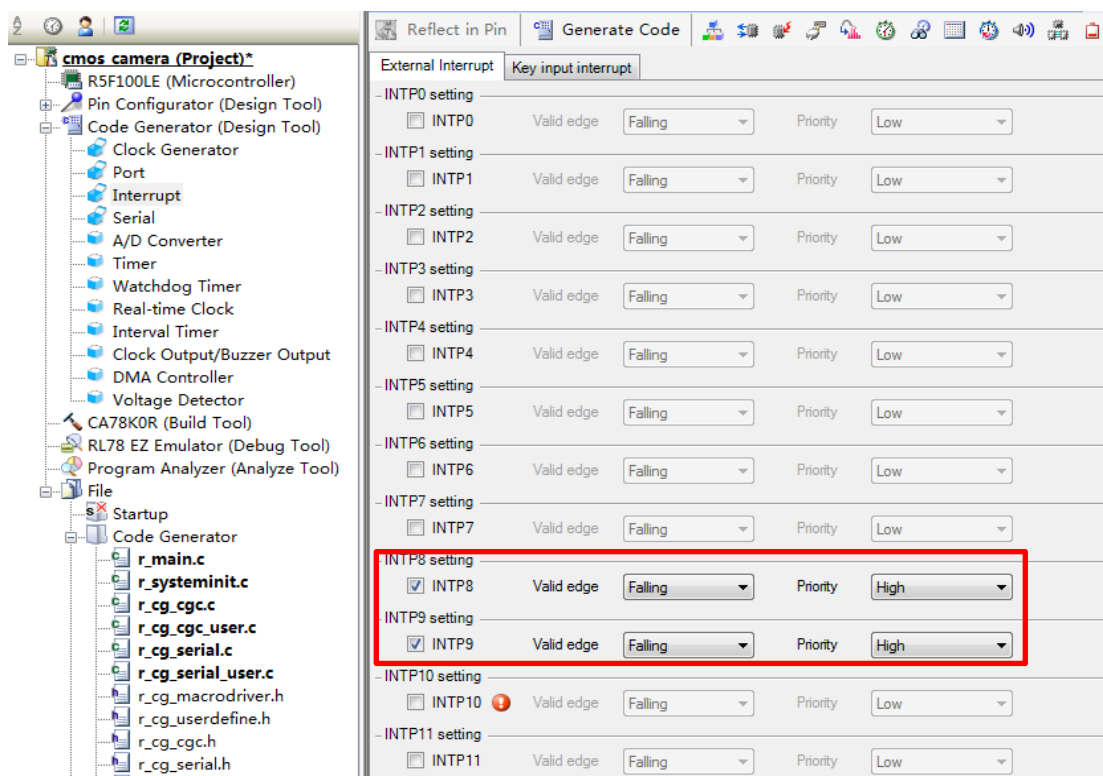 Reflect in Pin
Generate Code
cmos_camera (Project)*
R5F100LE (Microcontroller)
Pin Configurator (Design Tool)
Code Generator (Design Tool)
Clock Generator
Port
Interrupt
Serial
A/D Converter
Timer
Watchdog Timer
Real-time Clock
Interval Timer
Clock Output/Buzzer Output
DMA Controller
Voltage Detector
CA78K0R (Build Tool)
RL78 EZ Emulator (Debug Tool)
Program Analyzer (Analyze Tool)
File
Startup
Code Generator
r_main.c
r_systeminit.c
r_cg_cgc.c
r_cg_cgc_user.c
r_cg_serial.c
r_cg_serial_user.c
r_cg_macrodriver.h
r_cg_userdefine.h
r_cg_cgc.h
r_cg_serial.h
External Interrupt Key input interrupt
INTP0 setting
INTP0 Valid edge Falling Priority Low
INTP1 setting
INTP1 Valid edge Falling Priority Low
INTP2 setting
INTP2 Valid edge Falling Priority Low
INTP3 setting
INTP3 Valid edge Falling Priority Low
INTP4 setting
INTP4 Valid edge Falling Priority Low
INTP5 setting
INTP5 Valid edge Falling Priority Low
INTP6 setting
INTP6 Valid edge Falling Priority Low
INTP7 setting
INTP7 Valid edge Falling Priority Low
INTP8 setting
INTP8 Valid edge Falling Priority High
INTP9 setting
INTP9 Valid edge Falling Priority High
INTP10 setting
INTP10 Valid edge Falling Priority Low
INTP11 setting
INTP11 Valid edge Falling Priority Low